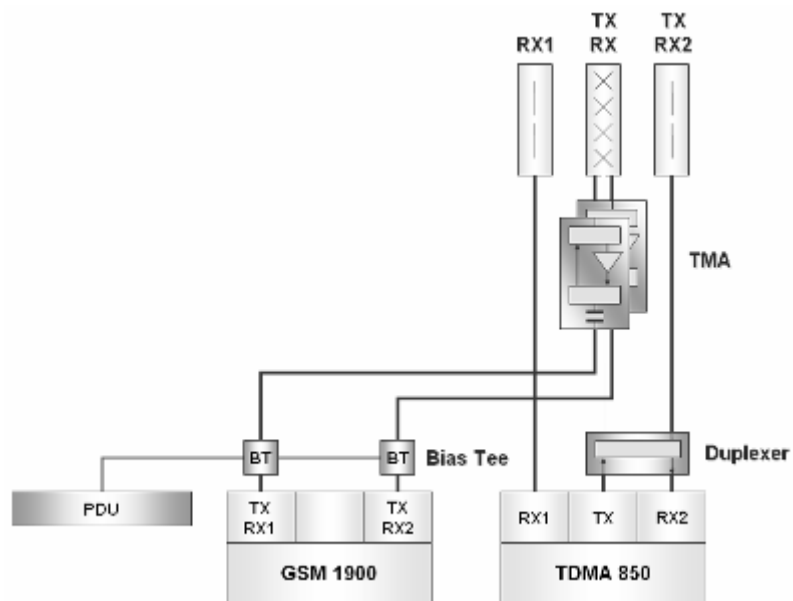 TX TX
RX1 RX RX2
TMA
BT BT Bias Tee Duplexer
PDU
TX TX
RX1 RX2
RX1 TX RX2
GSM 1900 TDMA 850